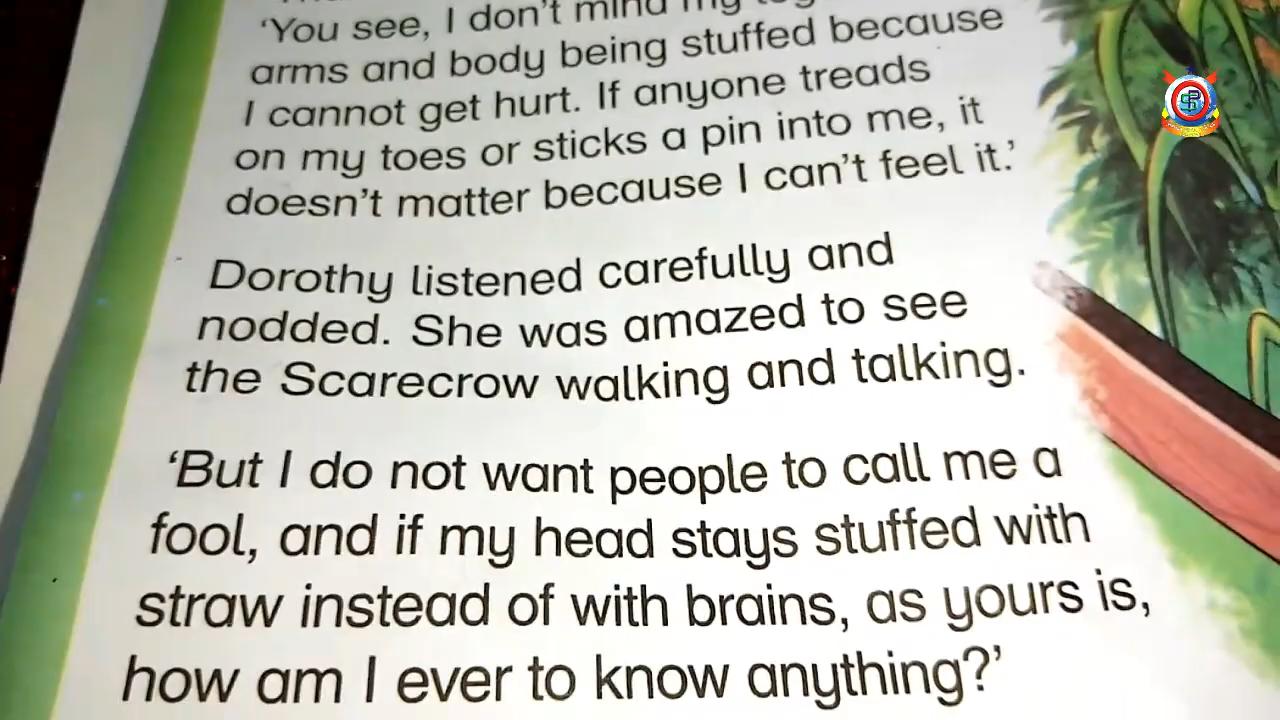 ‘You see, I don’t mind my
arms and body being stuffed because
I cannot get hurt. If anyone treads
on my toes or sticks a pin into me, it
doesn’t matter because I can’t feel it.’
Dorothy listened carefully and
nodded. She was amazed to see
the Scarecrow walking and talking.
‘But I do not want people to call me a
fool, and if my head stays stuffed with
straw instead of with brains, as yours is,
how am I ever to know anything?’